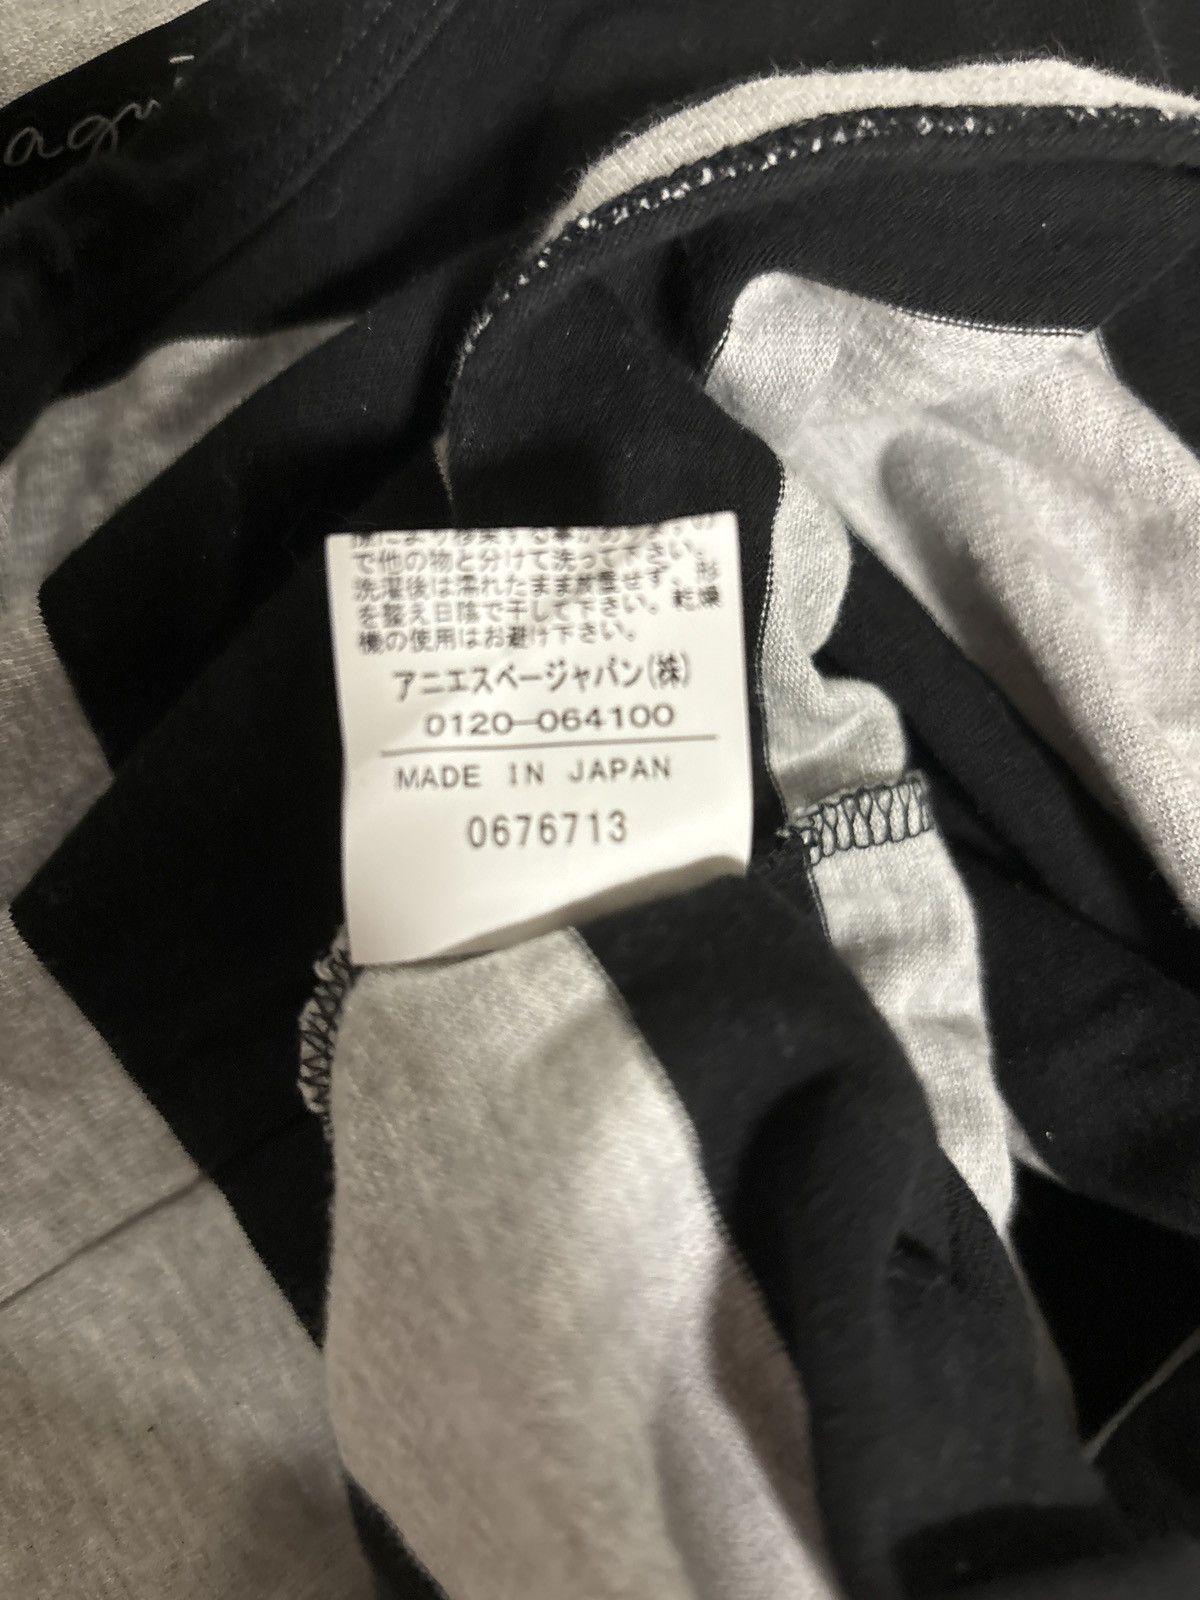 agn
で他の物と分けて洗って下さい。
洗濯後は濡れたまま放置せず、形
を整え日陰で干して下さい。乾燥
機の使用はお避け下さい。
アニエスベージャパン(株)
0120-064100
MADE IN JAPAN
0676713